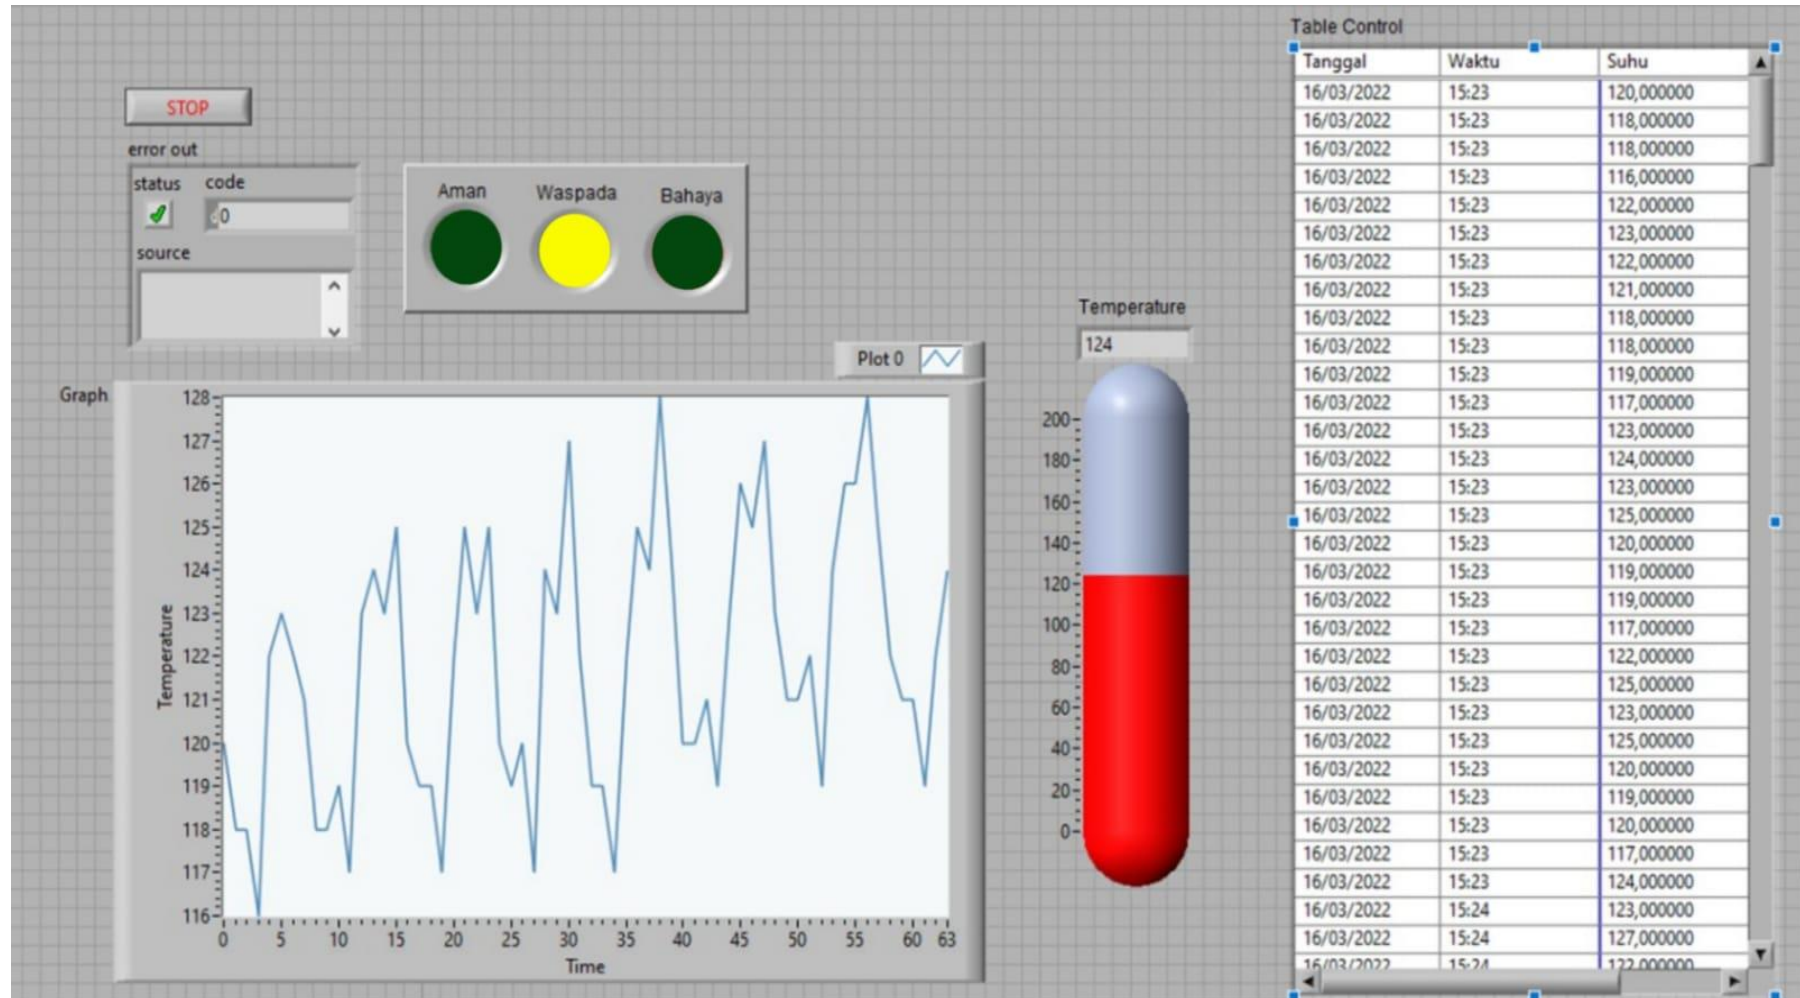 Table Control
Tanggal Waktu Suhu
16/03/2022 15:23 120,000000
16/03/2022 15:23 118,000000
16/03/2022 15:23 118,000000
16/03/2022 15:23 116,000000
16/03/2022 15:23 122,000000
16/03/2022 15:23 123,000000
16/03/2022 15:23 122,000000
16/03/2022 15:23 121,000000
16/03/2022 15:23 118,000000
16/03/2022 15:23 118,000000
16/03/2022 15:23 119,000000
16/03/2022 15:23 117,000000
16/03/2022 15:23 123,000000
16/03/2022 15:23 124,000000
16/03/2022 15:23 123,000000
16/03/2022 15:23 125,000000
16/03/2022 15:23 120,000000
16/03/2022 15:23 119,000000
16/03/2022 15:23 119,000000
16/03/2022 15:23 117,000000
16/03/2022 15:23 122,000000
16/03/2022 15:23 125,000000
16/03/2022 15:23 123,000000
16/03/2022 15:23 125,000000
16/03/2022 15:23 120,000000
16/03/2022 15:23 119,000000
16/03/2022 15:23 120,000000
16/03/2022 15:23 117,000000
16/03/2022 15:23 124,000000
16/03/2022 15:24 123,000000
16/03/2022 15:24 127,000000
16/03/2022 15:24 122,000000
STOP
error out
status code
0
source
Aman Waspada Bahaya
Temperature
124
200
180
160
140
120
100
80
60
40
20
0
Plot 0
Graph
128
127
126
125
124
123
122
121
120
119
118
117
116
Temperature
0 5 10 15 20 25 30 35 40 45 50 55 60 63
Time